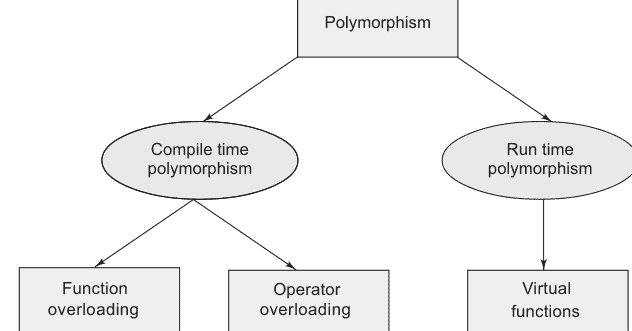 Polymorphism
Compile time
polymorphism
Run time
polymorphism
Function
overloading
Operator
overloading
Virtual
functions